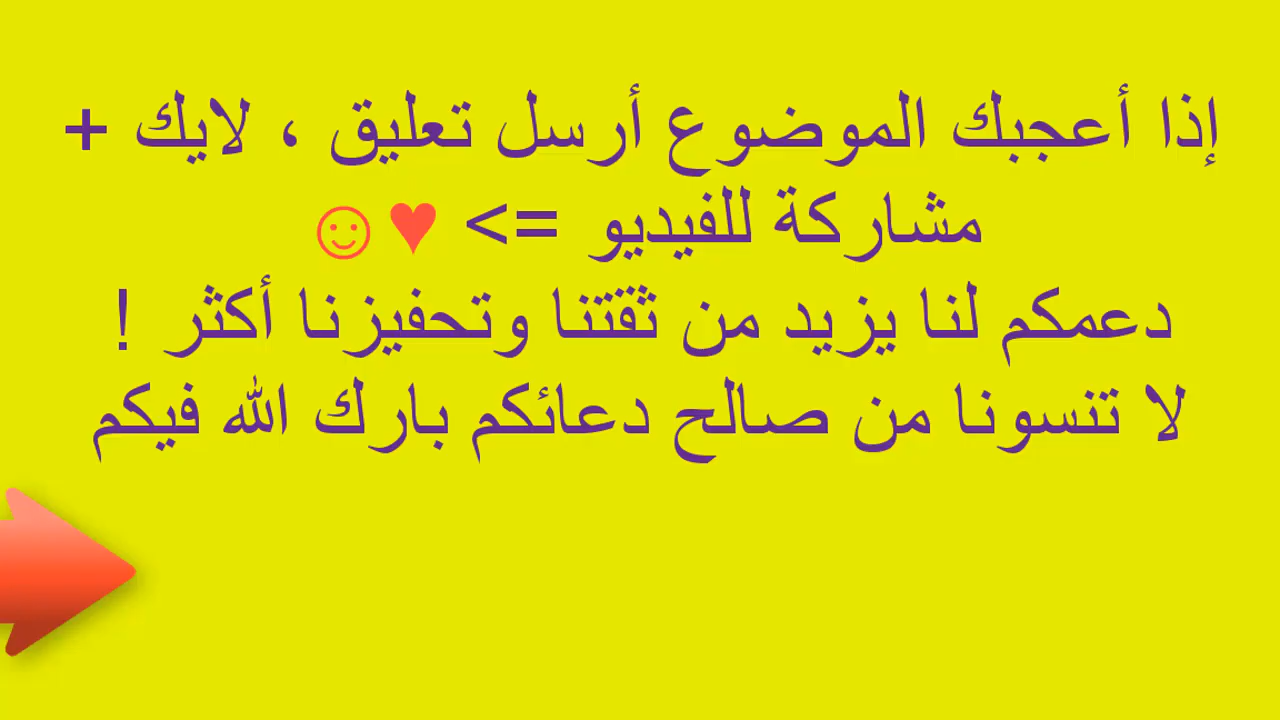 إذا أعجبك الموضوع أرسل تعليق ، لايك +
مشاركة للفيديو => ♥☺
دعمكم لنا يزيد من ثقتنا وتحفيزنا أكثر !
لا تنسونا من صالح دعائكم بارك الله فيكم